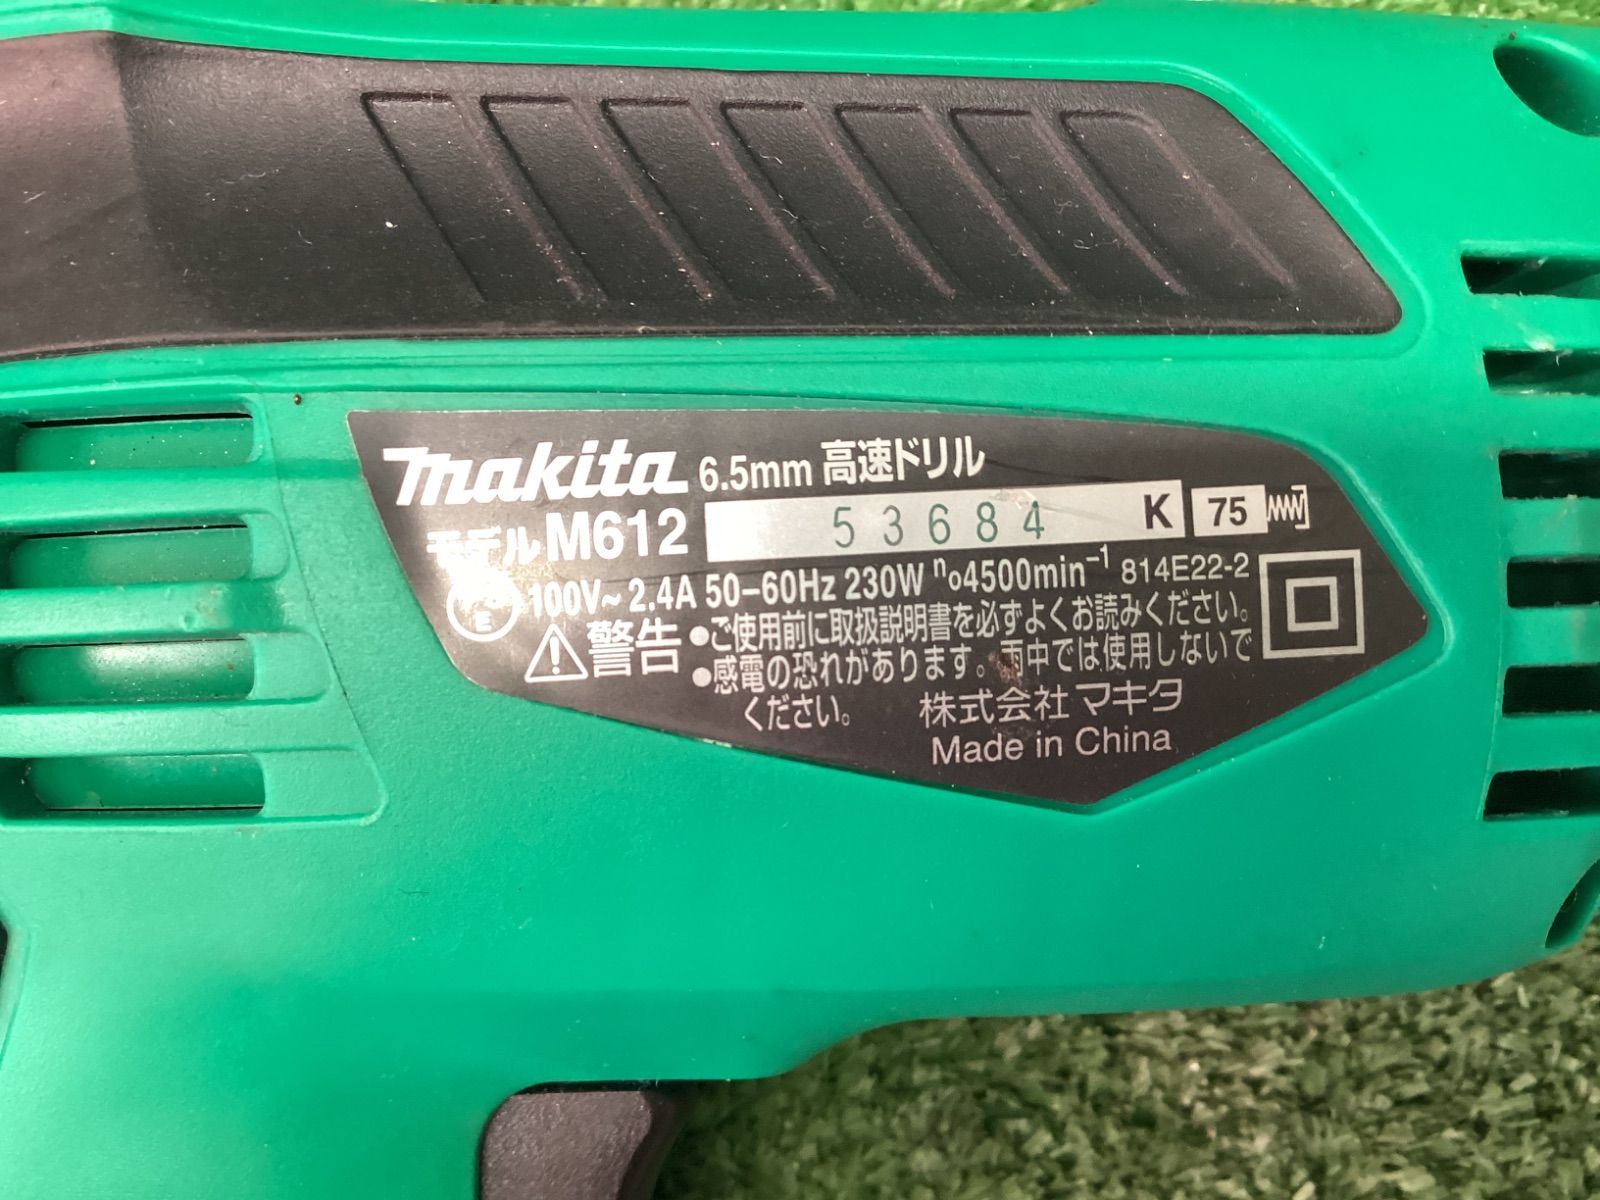 makita 6.5mm 高速ドリル
モデル M612 53684 K 75
100V~ 2.4A 50-60Hz 230W n₀4500min⁻¹ 814E22-2
E
⚠警告 ●ご使用前に取扱説明書を必ずよくお読みください。
●感電の恐れがあります。雨中では使用しないで
ください。
株式会社マキタ
Made in China